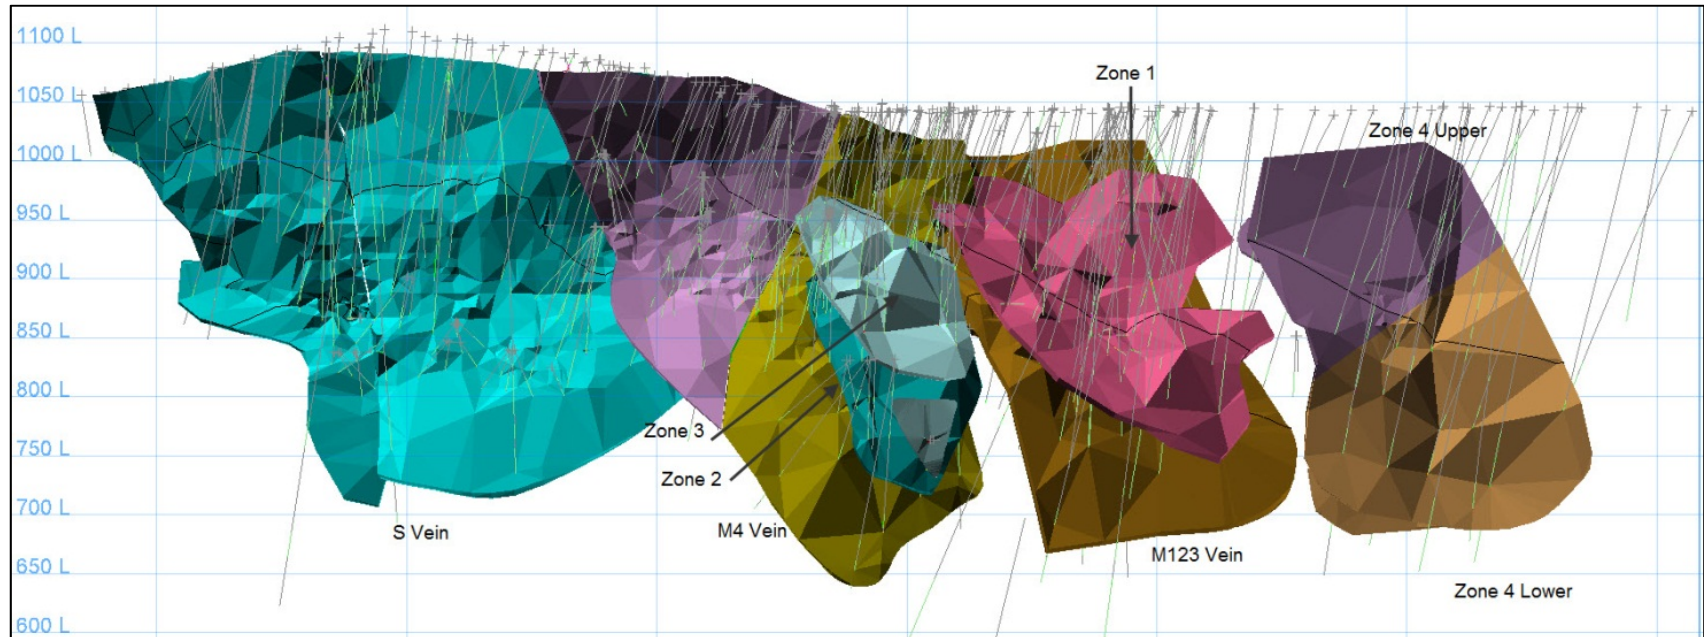 1100 L
Zone 1
1050 L
Zone 4 Upper
1000 L
950 L
900 L
850 L
800 L
Zone 3
750 L
Zone 2
700 L
S Vein
M4 Vein
M123 Vein
650 L
Zone 4 Lower
600 L